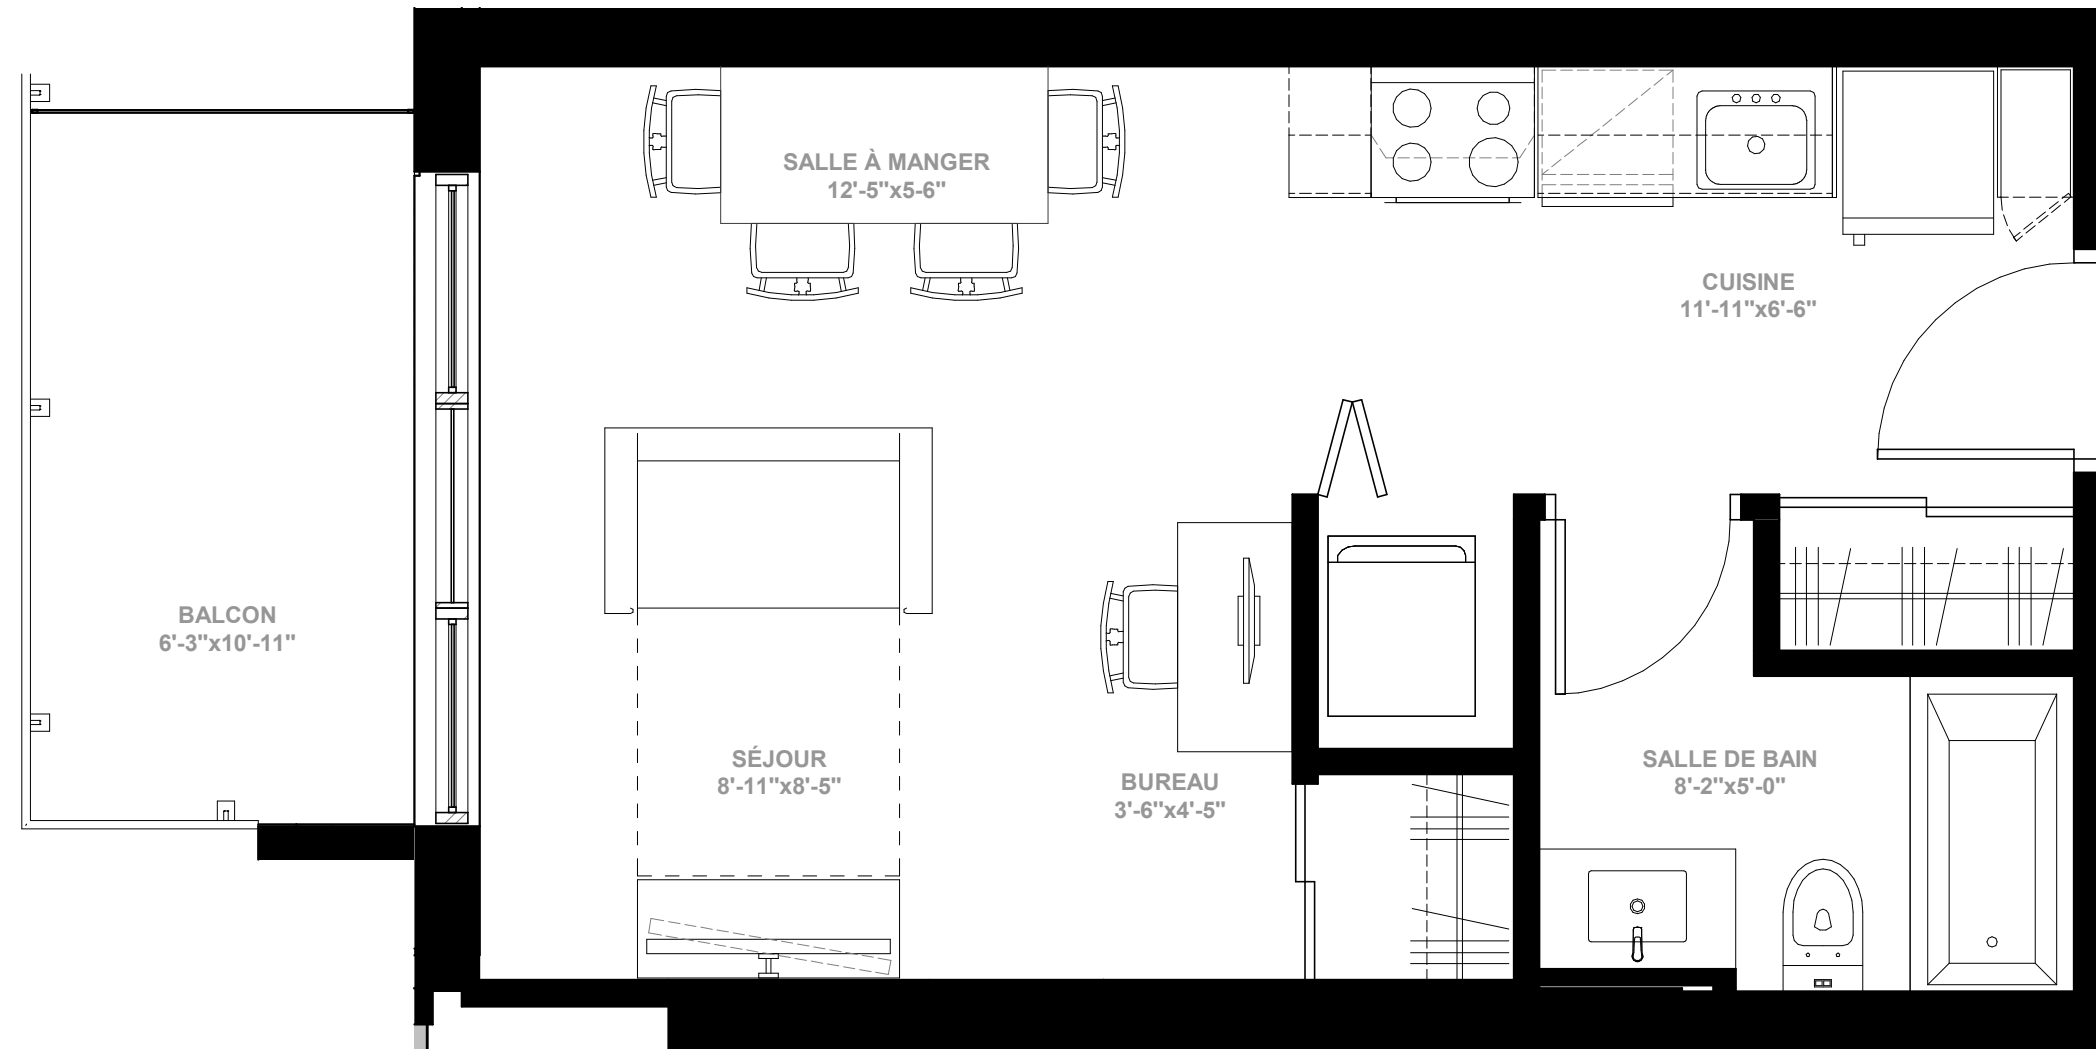 SALLE À MANGER
12'-5"x5-6"
CUISINE
11'-11"x6'-6"
BALCON
6'-3"x10'-11"
SÉJOUR
8'-11"x8'-5"
BUREAU
3'-6"x4'-5"
SALLE DE BAIN
8'-2"x5'-0"